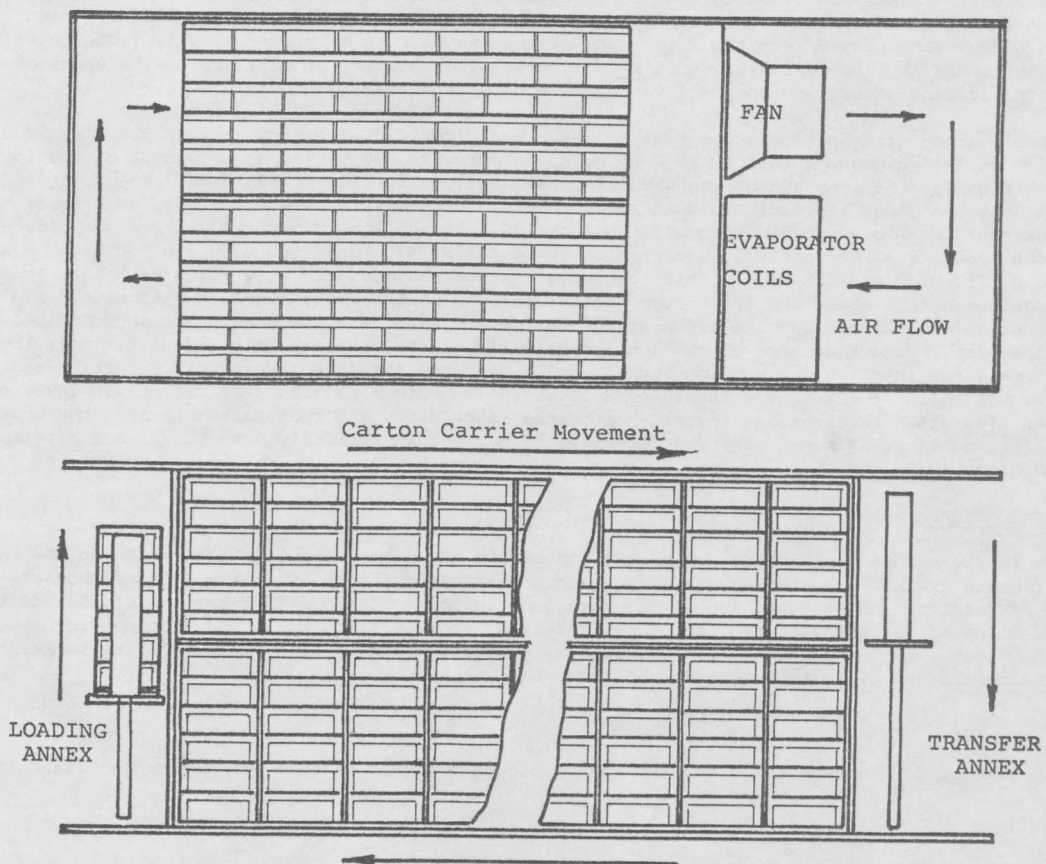 FAN
EVAPORATOR
COILS
AIR FLOW
Carton Carrier Movement
LOADING
ANNEX
TRANSFER
ANNEX